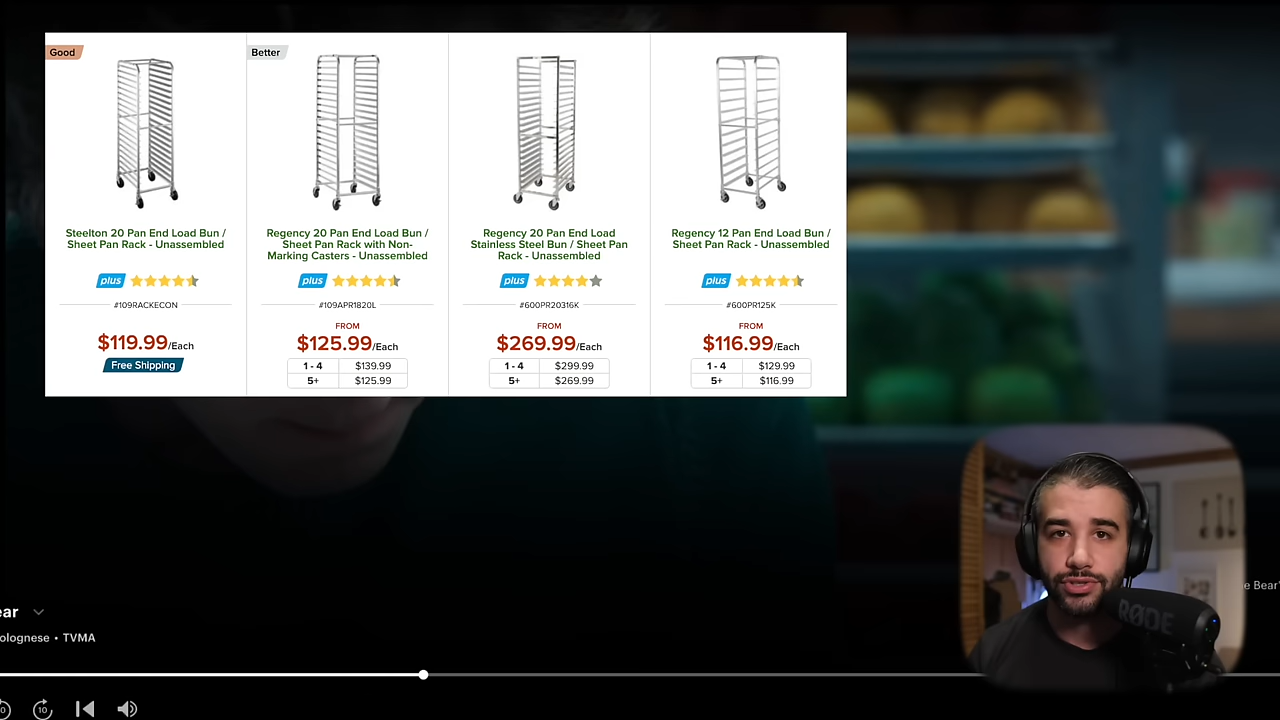 Good
Steelton 20 Pan End Load Bun /
Sheet Pan Rack - Unassembled
plus
#109RACKECON
$119.99/Each
Free Shipping
Better
Regency 20 Pan End Load Bun /
Sheet Pan Rack with Non-
Marking Casters - Unassembled
plus
#109APR1820L
FROM
$125.99/Each
1 - 4 $139.99
5+ $125.99
Regency 20 Pan End Load
Stainless Steel Bun / Sheet Pan
Rack - Unassembled
plus
#600PR20316K
FROM
$269.99/Each
1 - 4 $299.99
5+ $269.99
Regency 12 Pan End Load Bun /
Sheet Pan Rack - Unassembled
plus
#600PR125K
FROM
$116.99/Each
1 - 4 $129.99
5+ $116.99
RØDE
e Bear'
ear
olognese • TVMA
10